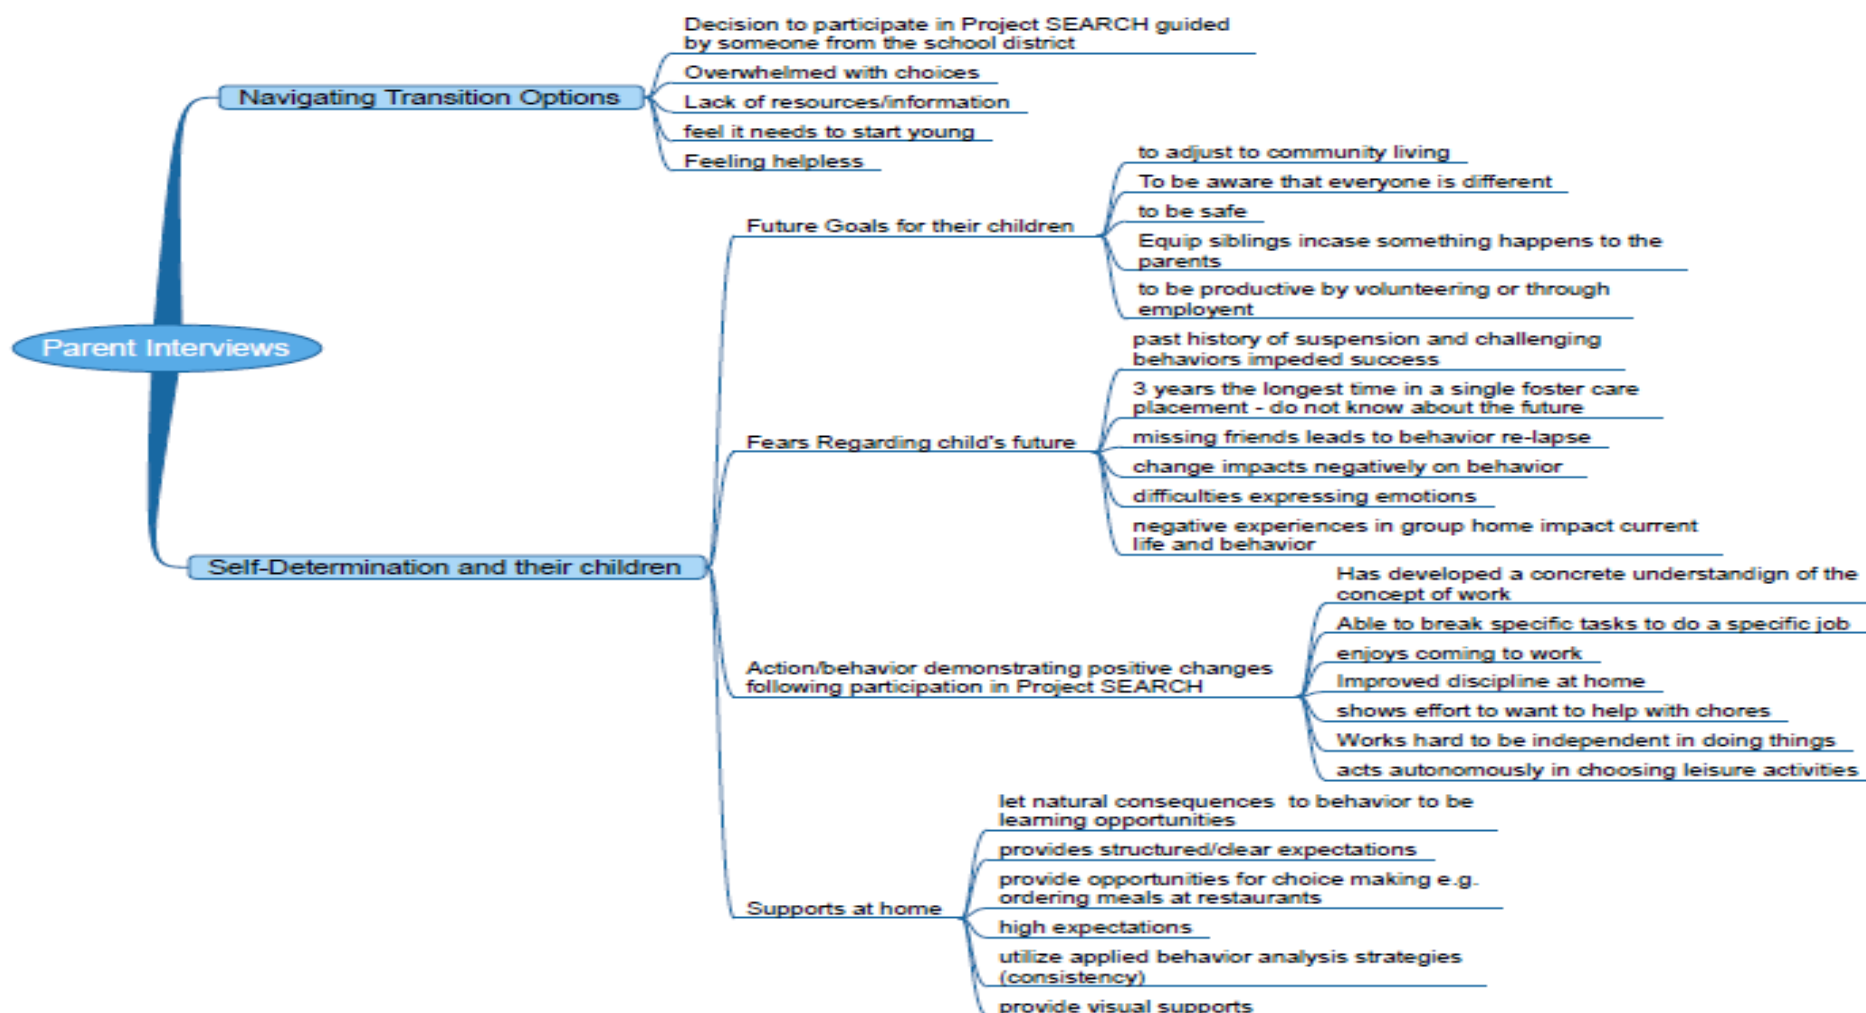 Parent Interviews
Navigating Transition Options
Decision to participate in Project SEARCH guided
by someone from the school district
Overwhelmed with choices
Lack of resources/information
feel it needs to start young
Feeling helpless
Self-Determination and their children
Future Goals for their children
to adjust to community living
To be aware that everyone is different
to be safe
Equip siblings incase something happens to the
parents
to be productive by volunteering or through
employent
Fears Regarding child's future
past history of suspension and challenging
behaviors impeded success
3 years the longest time in a single foster care
placement - do not know about the future
missing friends leads to behavior re-lapse
change impacts negatively on behavior
difficulties expressing emotions
negative experiences in group home impact current
life and behavior
Action/behavior demonstrating positive changes
following participation in Project SEARCH
Has developed a concrete understandign of the
concept of work
Able to break specific tasks to do a specific job
enjoys coming to work
Improved discipline at home
shows effort to want to help with chores
Works hard to be independent in doing things
acts autonomously in choosing leisure activities
Supports at home
let natural consequences  to behavior to be
learning opportunities
provides structured/clear expectations
provide opportunities for choice making e.g.
ordering meals at restaurants
high expectations
utilize applied behavior analysis strategies
(consistency)
provide visual supports